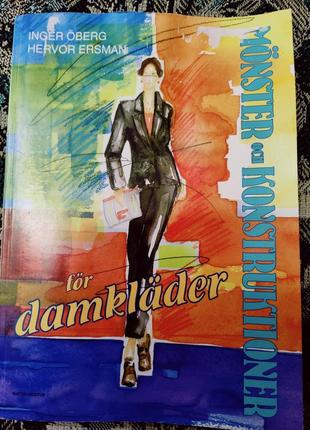 INGER ÖBERG
HERVOR ERSMAN
MÖNSTER OCH KONSTRUKTIONER
för
damkläder